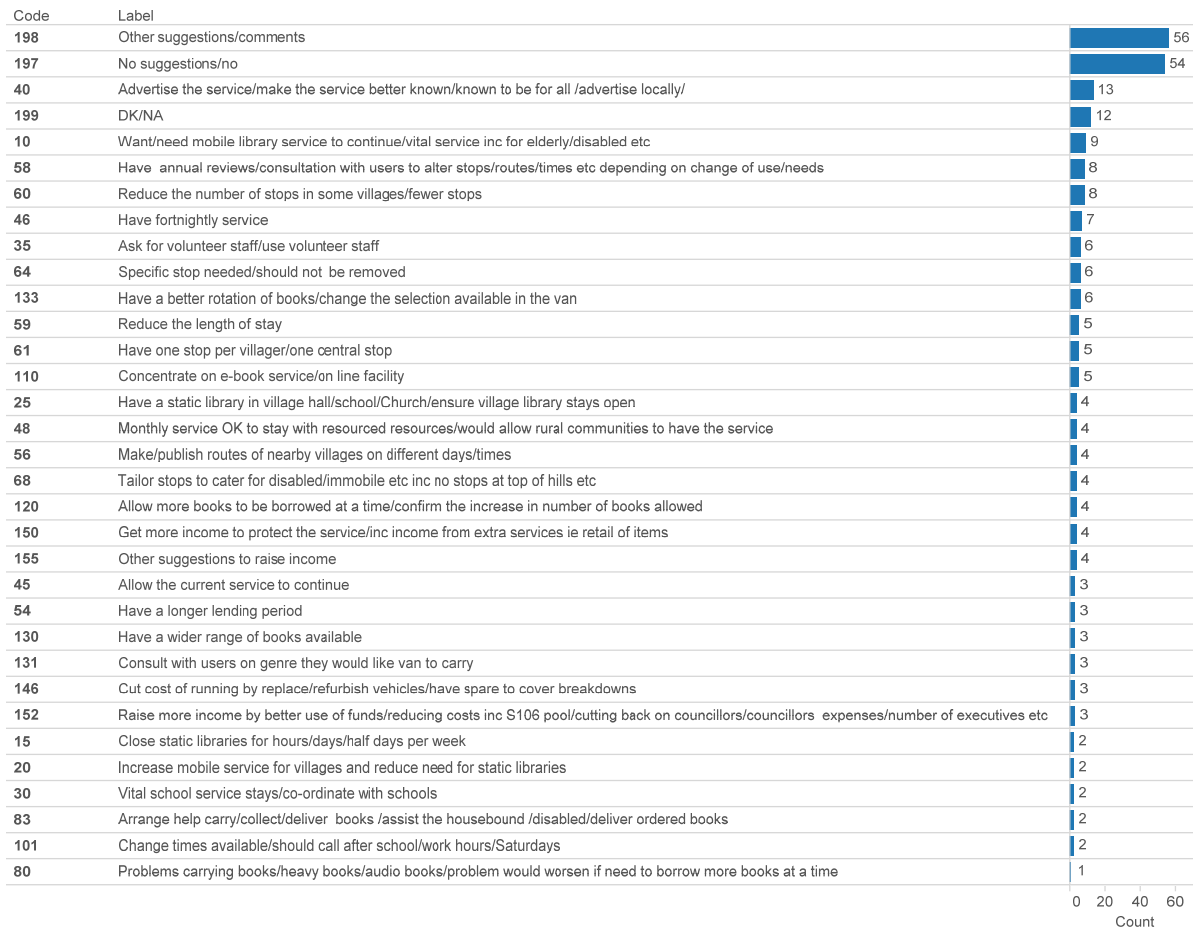 Code Label
198 Other suggestions/comments 56
197 No suggestions/no 54
40 Advertise the service/make the service better known/known to be for all /advertise locally/ 13
199 DK/NA 12
10 Want/need mobile library service to continue/vital service inc for elderly/disabled etc 9
58 Have annual reviews/consultation with users to alter stops/routes/times etc depending on change of use/needs 8
60 Reduce the number of stops in some villages/fewer stops 8
46 Have fortnightly service 7
35 Ask for volunteer staff/use volunteer staff 6
64 Specific stop needed/should not be removed 6
133 Have a better rotation of books/change the selection available in the van 6
59 Reduce the length of stay 5
61 Have one stop per villager/one central stop 5
110 Concentrate on e-book service/on line facility 5
25 Have a static library in village hall/school/Church/ensure village library stays open 4
48 Monthly service OK to stay with resourced resources/would allow rural communities to have the service 4
56 Make/publish routes of nearby villages on different days/times 4
68 Tailor stops to cater for disabled/immobile etc inc no stops at top of hills etc 4
120 Allow more books to be borrowed at a time/confirm the increase in number of books allowed 4
150 Get more income to protect the service/inc income from extra services ie retail of items 4
155 Other suggestions to raise income 4
45 Allow the current service to continue 3
54 Have a longer lending period 3
130 Have a wider range of books available 3
131 Consult with users on genre they would like van to carry 3
146 Cut cost of running by replace/refurbish vehicles/have spare to cover breakdowns 3
152 Raise more income by better use of funds/reducing costs inc S106 pool/cutting back on councillors/councillors expenses/number of executives etc 3
15 Close static libraries for hours/days/half days per week 2
20 Increase mobile service for villages and reduce need for static libraries 2
30 Vital school service stays/co-ordinate with schools 2
83 Arrange help carry/collect/deliver books /assist the housebound /disabled/deliver ordered books 2
101 Change times available/should call after school/work hours/Saturdays 2
80 Problems carrying books/heavy books/audio books/problem would worsen if need to borrow more books at a time 1
0 20 40 60
Count